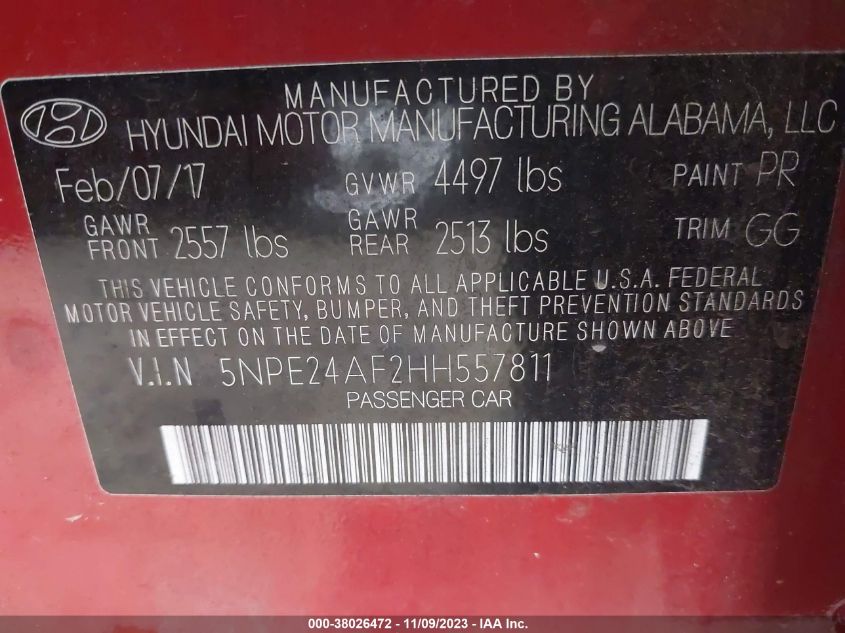 MANUFACTURED BY
HYUNDAI MOTOR MANUFACTURING ALABAMA, LLC
Feb/07/17 GVWR 4497 lbs PAINT PR
GAWR FRONT 2557 lbs GAWR REAR 2513 lbs TRIM GG
THIS VEHICLE CONFORMS TO ALL APPLICABLE U.S.A. FEDERAL
MOTOR VEHICLE SAFETY, BUMPER, AND THEFT PREVENTION STANDARDS
IN EFFECT ON THE DATE OF MANUFACTURE SHOWN ABOVE
V.I.N 5NPE24AF2HH557811
PASSENGER CAR
000-38026472 - 11/09/2023 - IAA Inc.